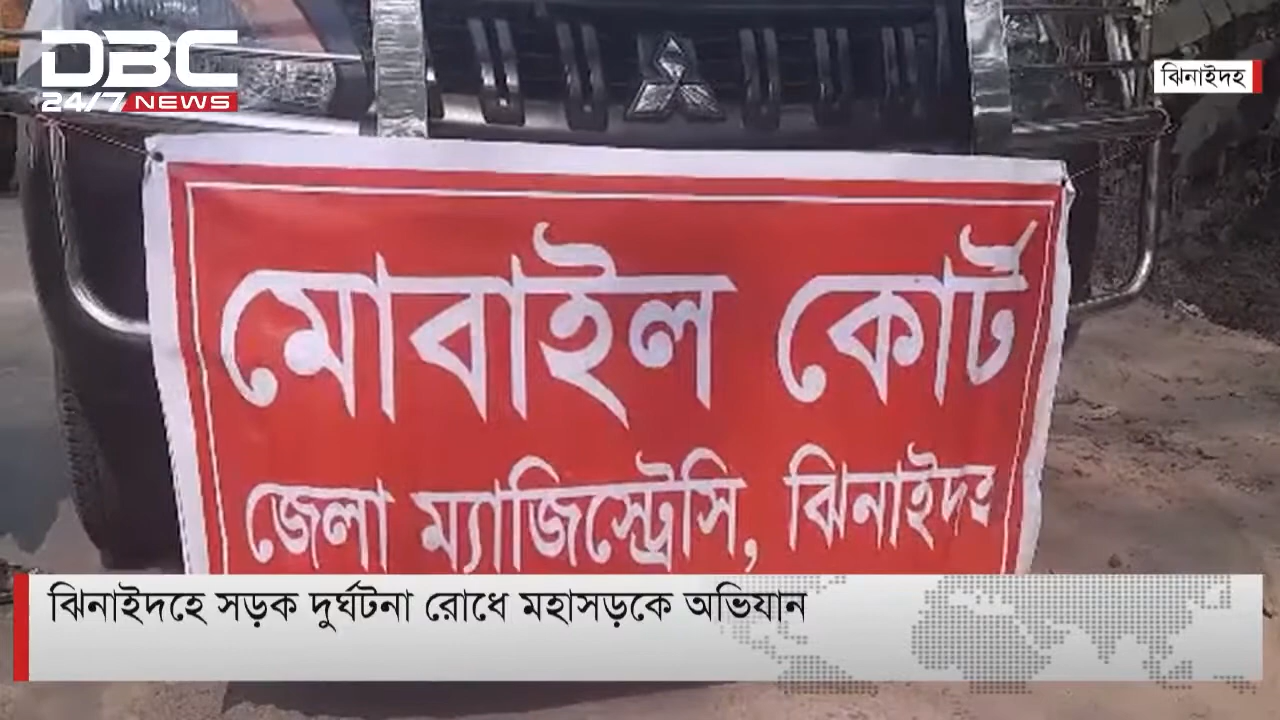 DBC
24/7 NEWS
ঝিনাইদহ
মোবাইল কোর্ট
জেলা ম্যাজিস্ট্রেসি, ঝিনাইদহ
ঝিনাইদহে সড়ক দুর্ঘটনা রোধে মহাসড়কে অভিযান